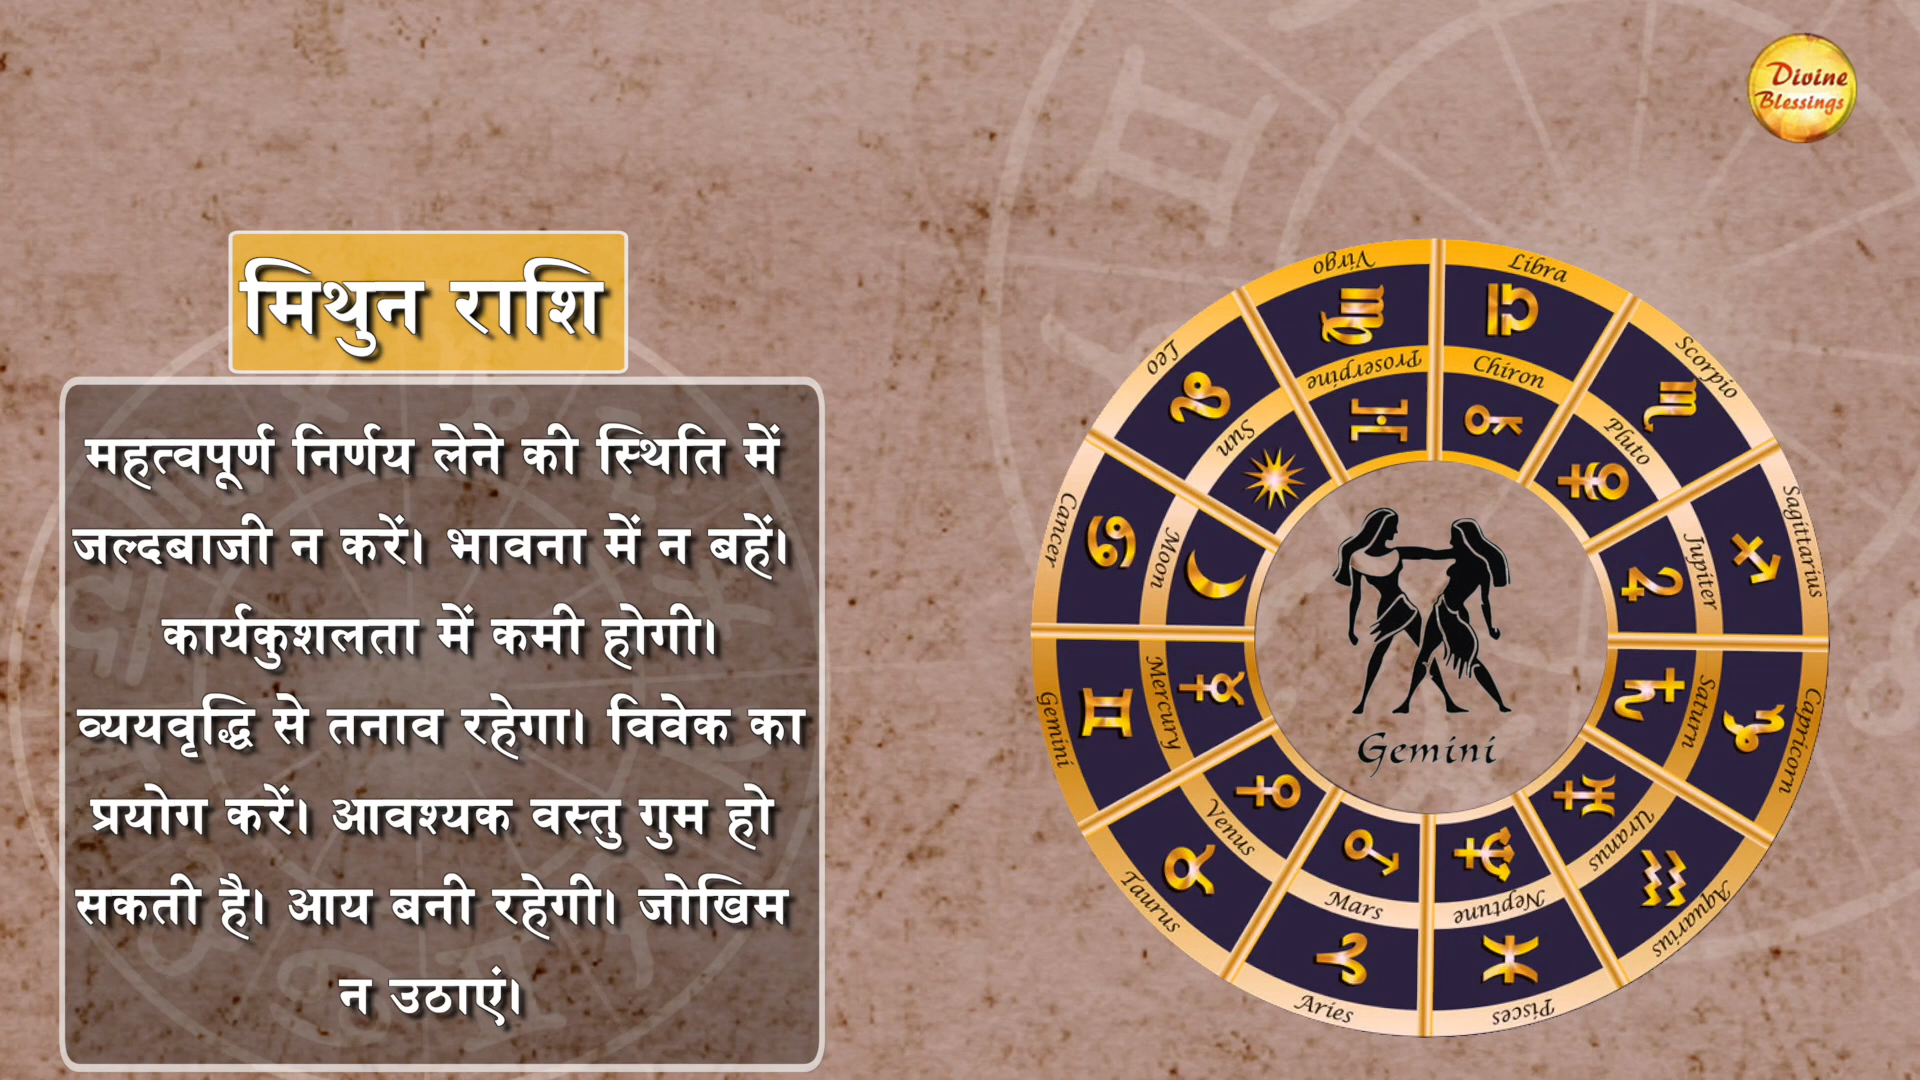 Divine
Blessings
मिथुन राशि
महत्वपूर्ण निर्णय लेने की स्थिति में
जल्दबाजी न करें। भावना में न बहें।
कार्यकुशलता में कमी होगी।
व्ययवृद्धि से तनाव रहेगा। विवेक का
प्रयोग करें। आवश्यक वस्तु गुम हो
सकती है। आय बनी रहेगी। जोखिम
न उठाएं।
Virgo
Libra
Scorpio
Sagittarius
Capricorn
Aquarius
Pisces
Aries
Taurus
Gemini
Cancer
Leo
Proserpine
Chiron
Pluto
Jupiter
Saturn
Uranus
Neptune
Mars
Venus
Mercury
Moon
Sun
Gemini